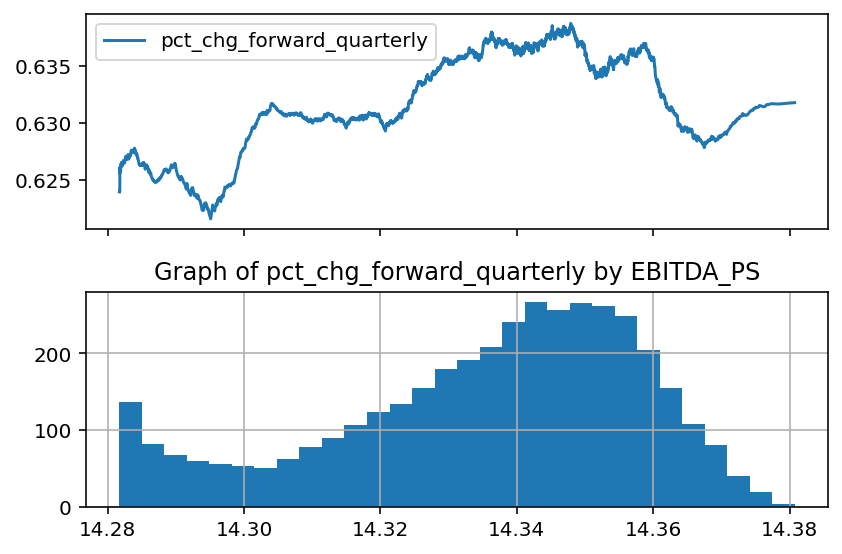 pct_chg_forward_quarterly
0.635
0.630
0.625
Graph of pct_chg_forward_quarterly by EBITDA_PS
200
100
0
14.28 14.30 14.32 14.34 14.36 14.38